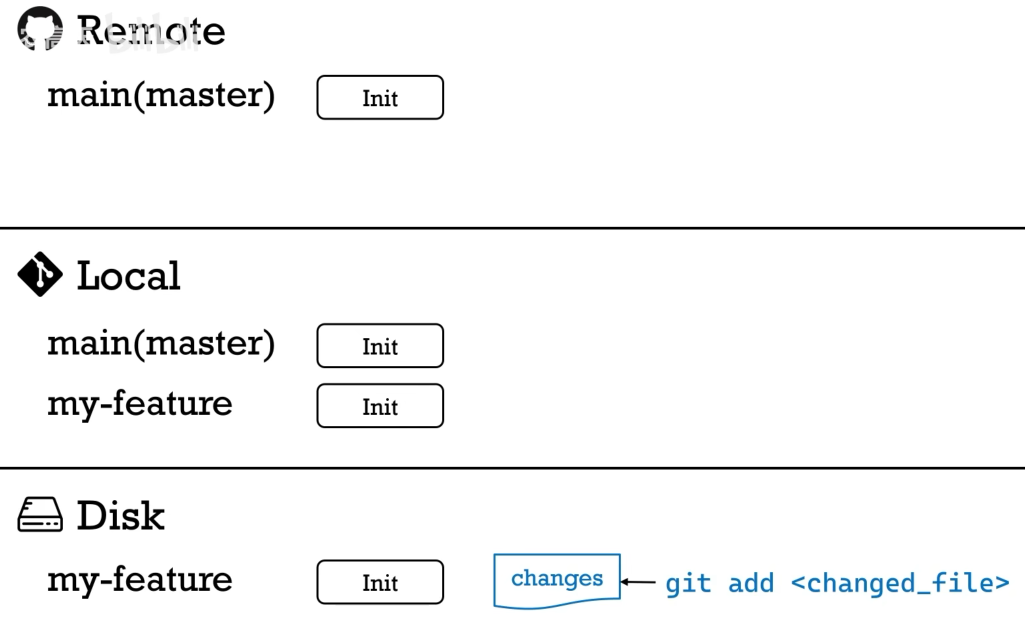 Remote
main(master) Init
Local
main(master) Init
my-feature Init
Disk
my-feature Init changes git add <changed_file>